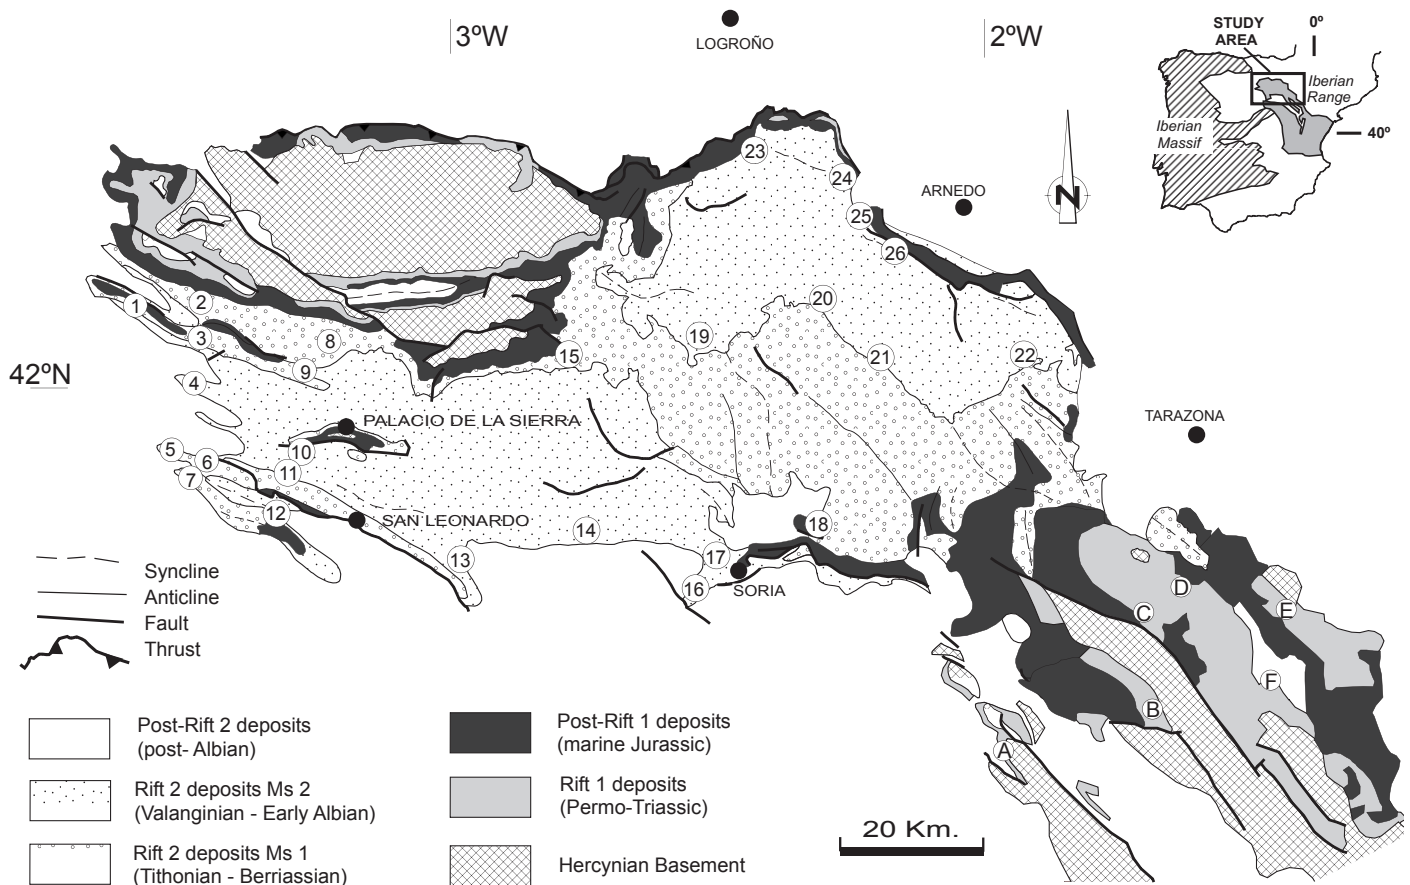 3ºW
LOGROÑO
2ºW
STUDY
AREA
0º
Iberian
Range
Iberian
Massif
40º
N
ARNEDO
TARAZONA
42ºN
PALACIO DE LA SIERRA
SAN LEONARDO
SORIA
1
2
3
4
5
6
7
8
9
10
11
12
13
14
15
16
17
18
19
20
21
22
23
24
25
26
A
B
C
D
E
F
Syncline
Anticline
Fault
Thrust
Post-Rift 2 deposits
(post- Albian)
Rift 2 deposits Ms 2
(Valanginian - Early Albian)
Rift 2 deposits Ms 1
(Tithonian - Berriassian)
Post-Rift 1 deposits
(marine Jurassic)
Rift 1 deposits
(Permo-Triassic)
Hercynian Basement
20 Km.